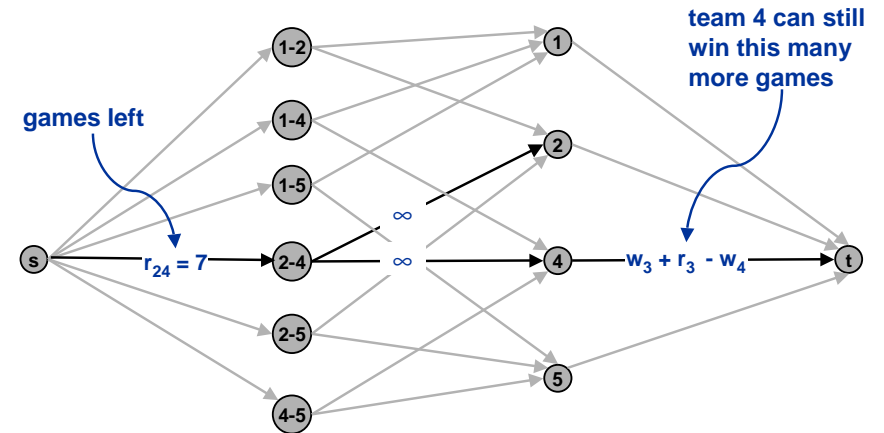 team 4 can still
win this many
more games
games left
1-2
1
1-4
2
1-5
∞
s
r₂₄ = 7
2-4
∞
4
w₃ + r₃ - w₄
t
2-5
5
4-5